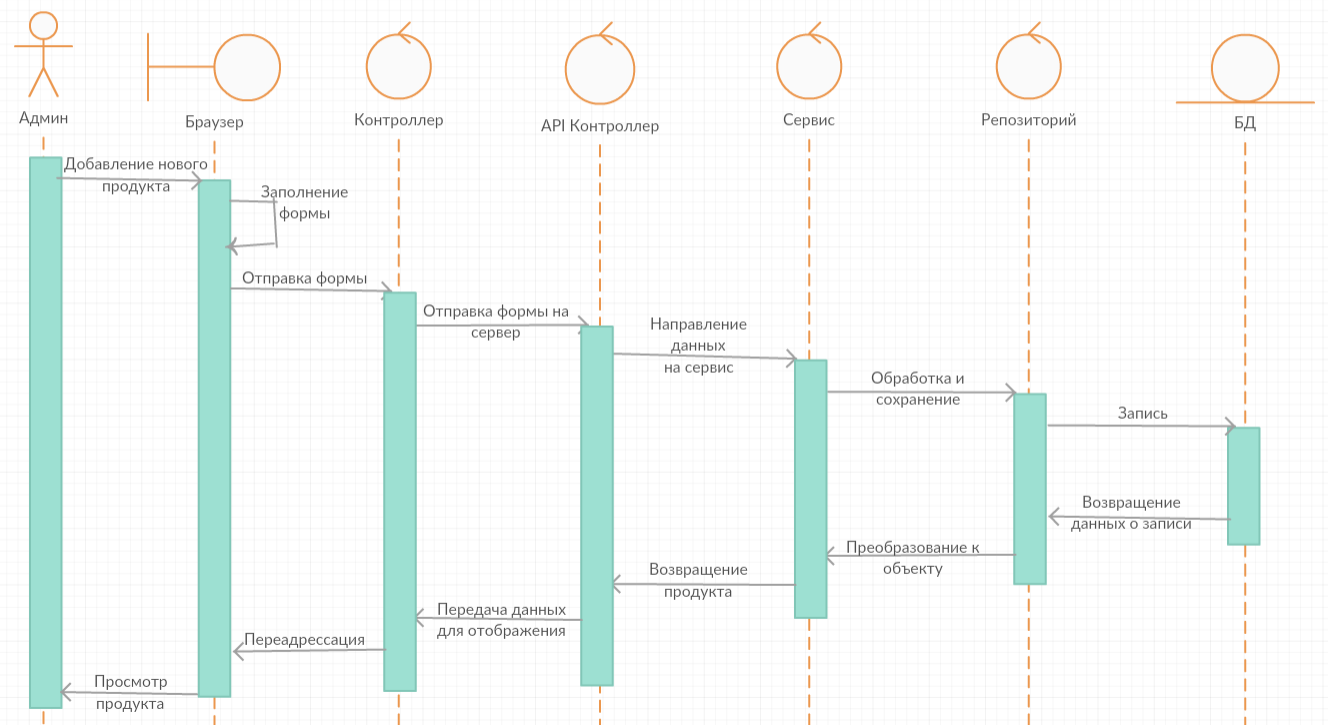 Админ
Браузер
Контроллер
API Контроллер
Сервис
Репозиторий
БД
Добавление нового
продукта
Заполнение
формы
Отправка формы
Отправка формы на
сервер
Направление
данных
на сервис
Обработка и
сохранение
Запись
Возвращение
данных о записи
Преобразование к
объекту
Возвращение
продукта
Передача данных
для отображения
Переадрессация
Просмотр
продукта